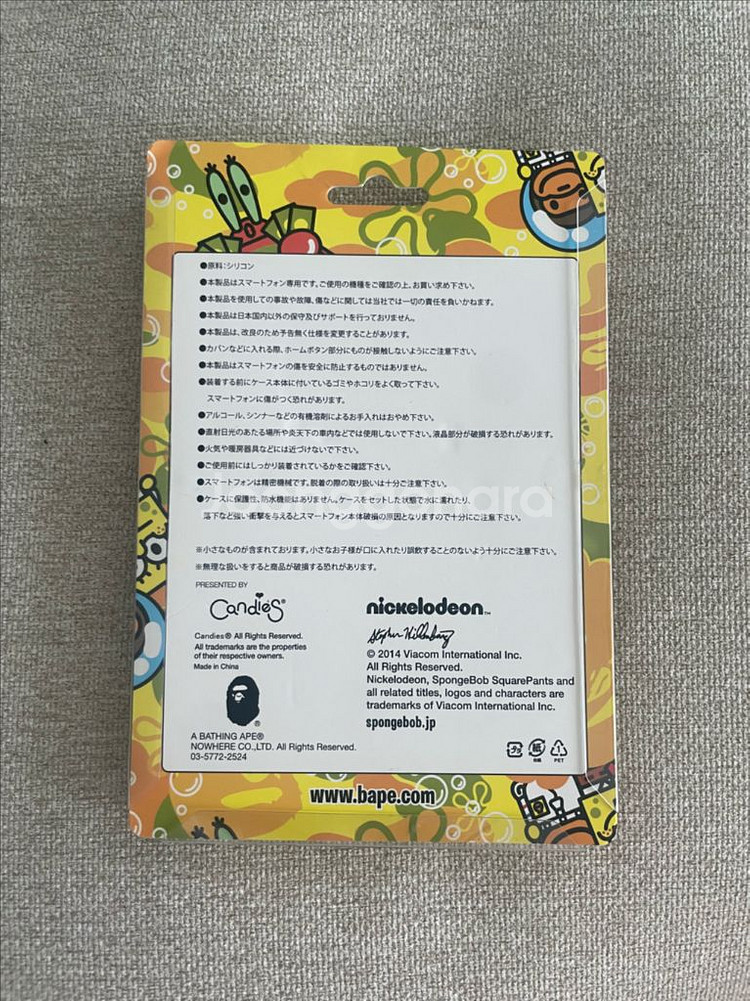 ●原料：シリコン
●本製品はスマートフォン専用です。ご使用の機種をご確認の上、お買い求め下さい。
●本製品を使用しての事故や故障、傷などに関しては当社では一切の責任を負いかねます。
●本製品は日本国内以外の保守及びサポートを行っておりません。
●本製品は、改良のため予告無く仕様を変更することがあります。
●カバンなどに入れる際、ホームボタン部分にものが接触しないようにご注意下さい。
●本製品はスマートフォンの傷を安全に防止するものではありません。
●装着する前にケース本体に付いているゴミやホコリをよく取って下さい。
スマートフォンに傷がつく恐れがあります。
●アルコール、シンナーなどの有機溶剤によるお手入れはおやめ下さい。
●直射日光のあたる場所や炎天下の車内などでは使用しないで下さい。液晶部分が破損する恐れがあります。
●火気や暖房器具などには近づけないで下さい。
●ご使用前にはしっかり装着されているかをご確認下さい。
●スマートフォンは精密機械です。脱着の際の取り扱いは十分ご注意下さい。
●ケースに保護性、防水機能はありません。ケースをセットした状態で水に濡れたり、
落下など強い衝撃を与えるとスマートフォン本体破損の原因となりますので十分にご注意下さい。
※小さなものが含まれております。小さなお子様が口に入れたり誤飲することのないよう十分にご注意下さい。
※無理な扱いをすると商品が破損する恐れがあります。
PRESENTED BY
Candies®
Candies® All Rights Reserved.
All trademarks are the properties
of their respective owners.
Made in China
A BATHING APE®
NOWHERE CO.,LTD. All Rights Reserved.
03-5772-2524
nickelodeon™
Stephen Hillenburg
© 2014 Viacom International Inc.
All Rights Reserved.
Nickelodeon, SpongeBob SquarePants and
all related titles, logos and characters are
trademarks of Viacom International Inc.
spongebob.jp
プラ 紙 1 PET
www.bape.com